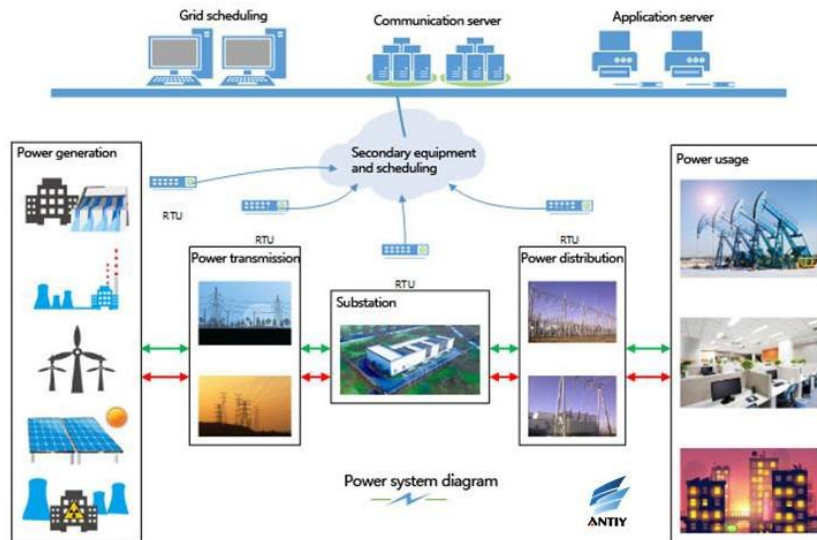 Grid scheduling
Communication server
Application server
Power generation
Secondary equipment
and scheduling
Power usage
RTU
RTU
RTU
RTU
Power transmission
Substation
Power distribution
Power system diagram
ANTIY